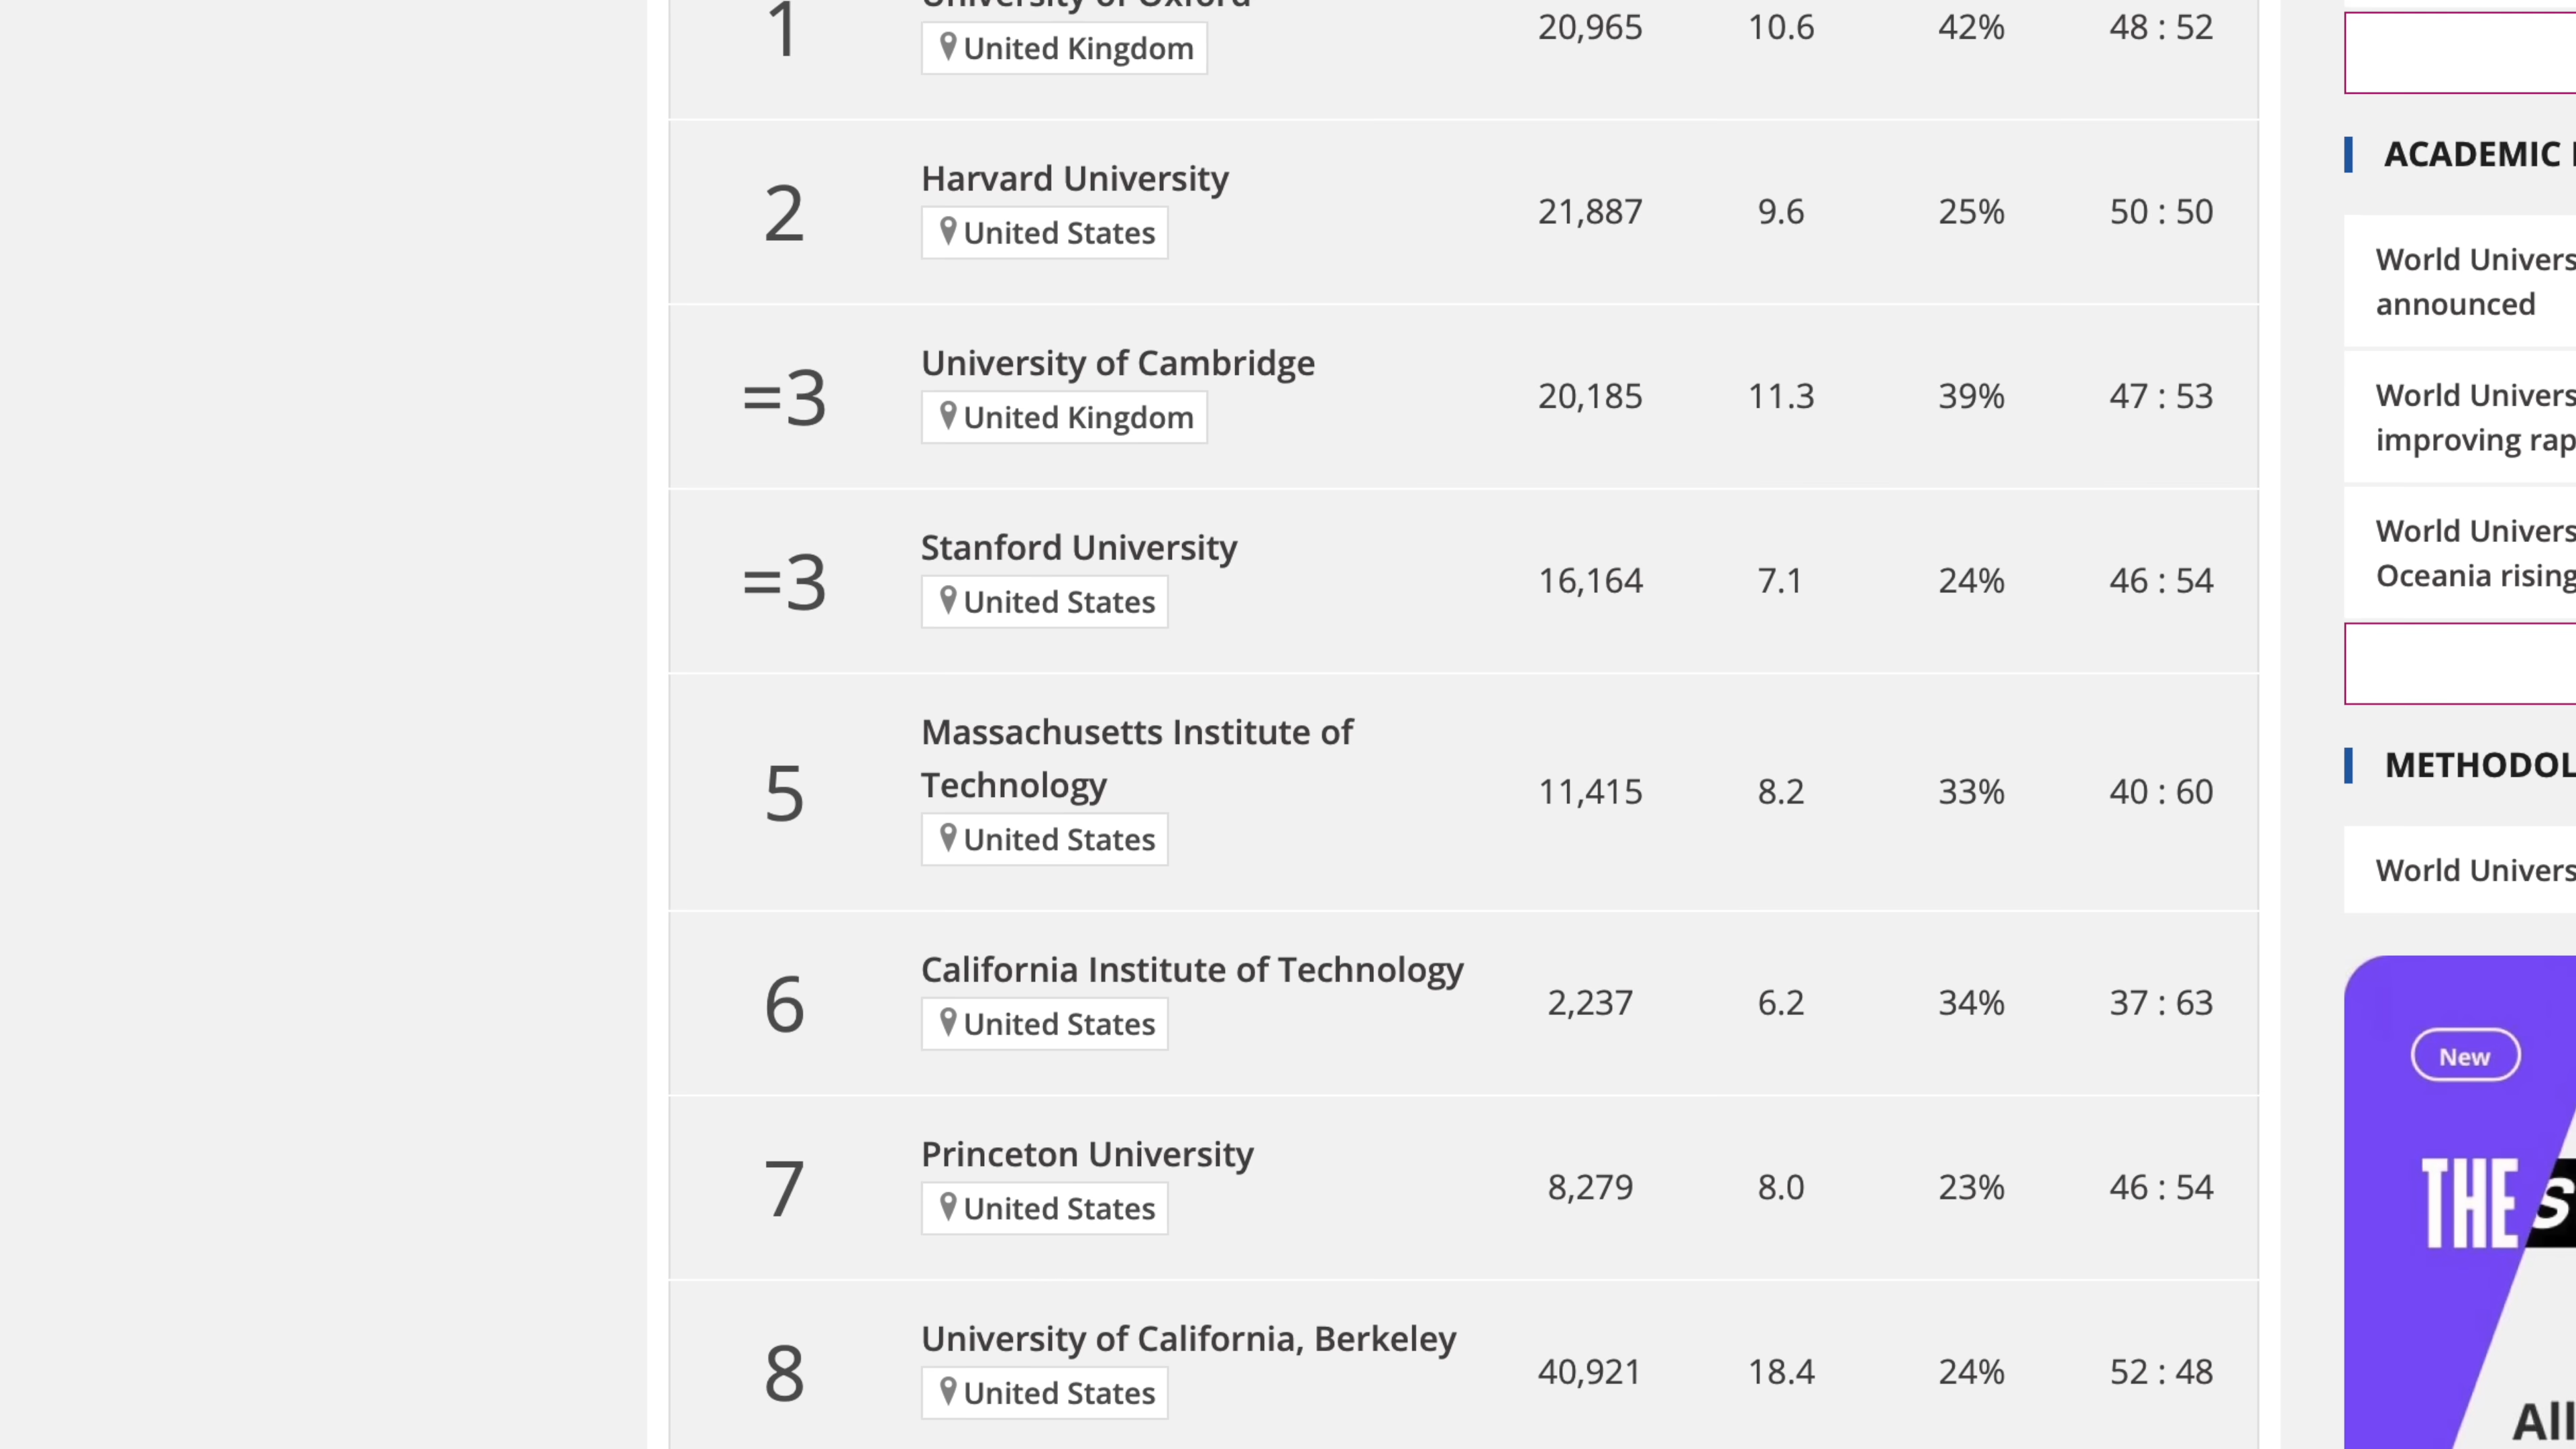 1
University of Oxford
United Kingdom
20,965
10.6
42%
48 : 52
2
Harvard University
United States
21,887
9.6
25%
50 : 50
=3
University of Cambridge
United Kingdom
20,185
11.3
39%
47 : 53
=3
Stanford University
United States
16,164
7.1
24%
46 : 54
5
Massachusetts Institute of
Technology
United States
11,415
8.2
33%
40 : 60
6
California Institute of Technology
United States
2,237
6.2
34%
37 : 63
7
Princeton University
United States
8,279
8.0
23%
46 : 54
8
University of California, Berkeley
United States
40,921
18.4
24%
52 : 48
ACADEMIC
World Univers
announced
World Univers
improving rap
World Univers
Oceania rising
METHODOL
World Univers
New
THE S
All